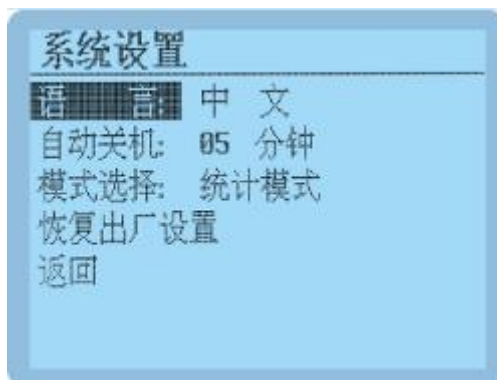 系统设置
语 言: 中 文
自动关机: 05 分钟
模式选择: 统计模式
恢复出厂设置
返回